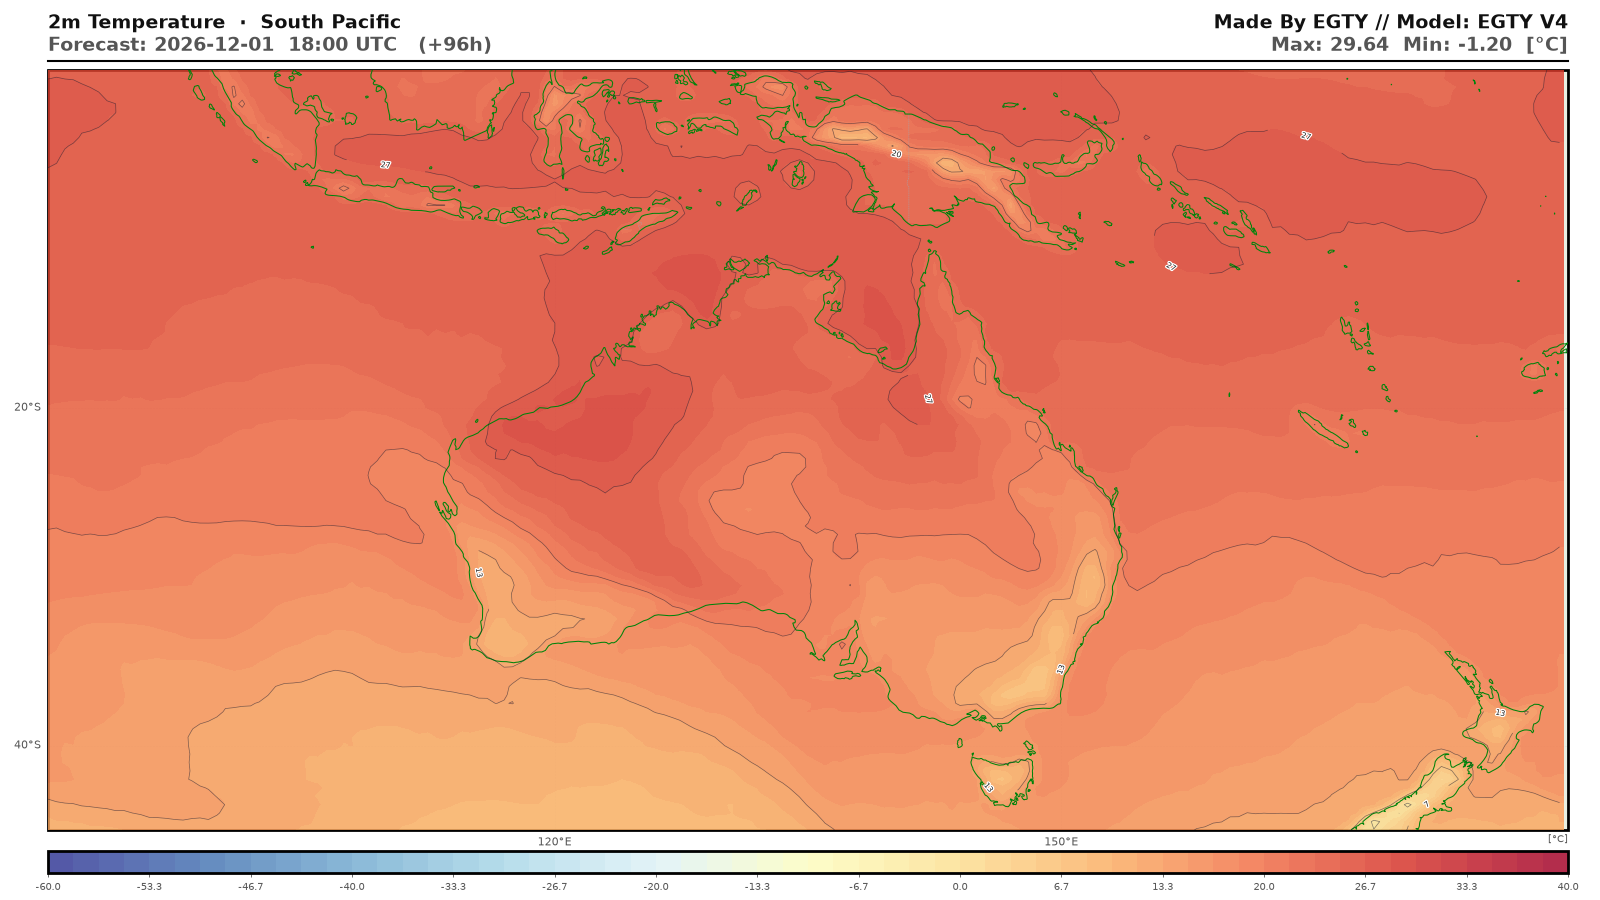 2m Temperature · South Pacific
Made By EGTY // Model: EGTY V4
Forecast: 2026-12-01 18:00 UTC (+96h)
Max: 29.64 Min: -1.20 [°C]
27
27
20
27
27
20°S
13
13
13
40°S
13
7
120°E
150°E
[°C]
-60.0 -53.3 -46.7 -40.0 -33.3 -26.7 -20.0 -13.3 -6.7 0.0 6.7 13.3 20.0 26.7 33.3 40.0